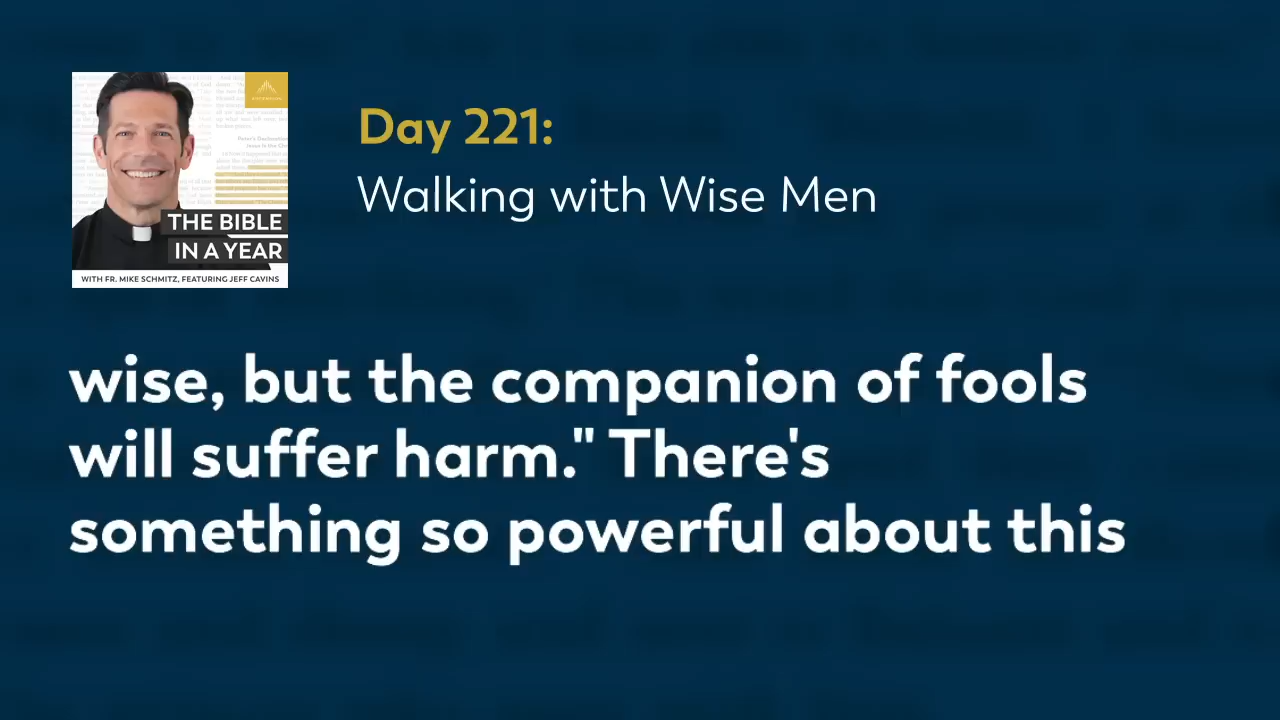 Day 221:
Walking with Wise Men
THE BIBLE
IN A YEAR
WITH FR. MIKE SCHMITZ, FEATURING JEFF CAVINS
wise, but the companion of fools
will suffer harm." There's
something so powerful about this